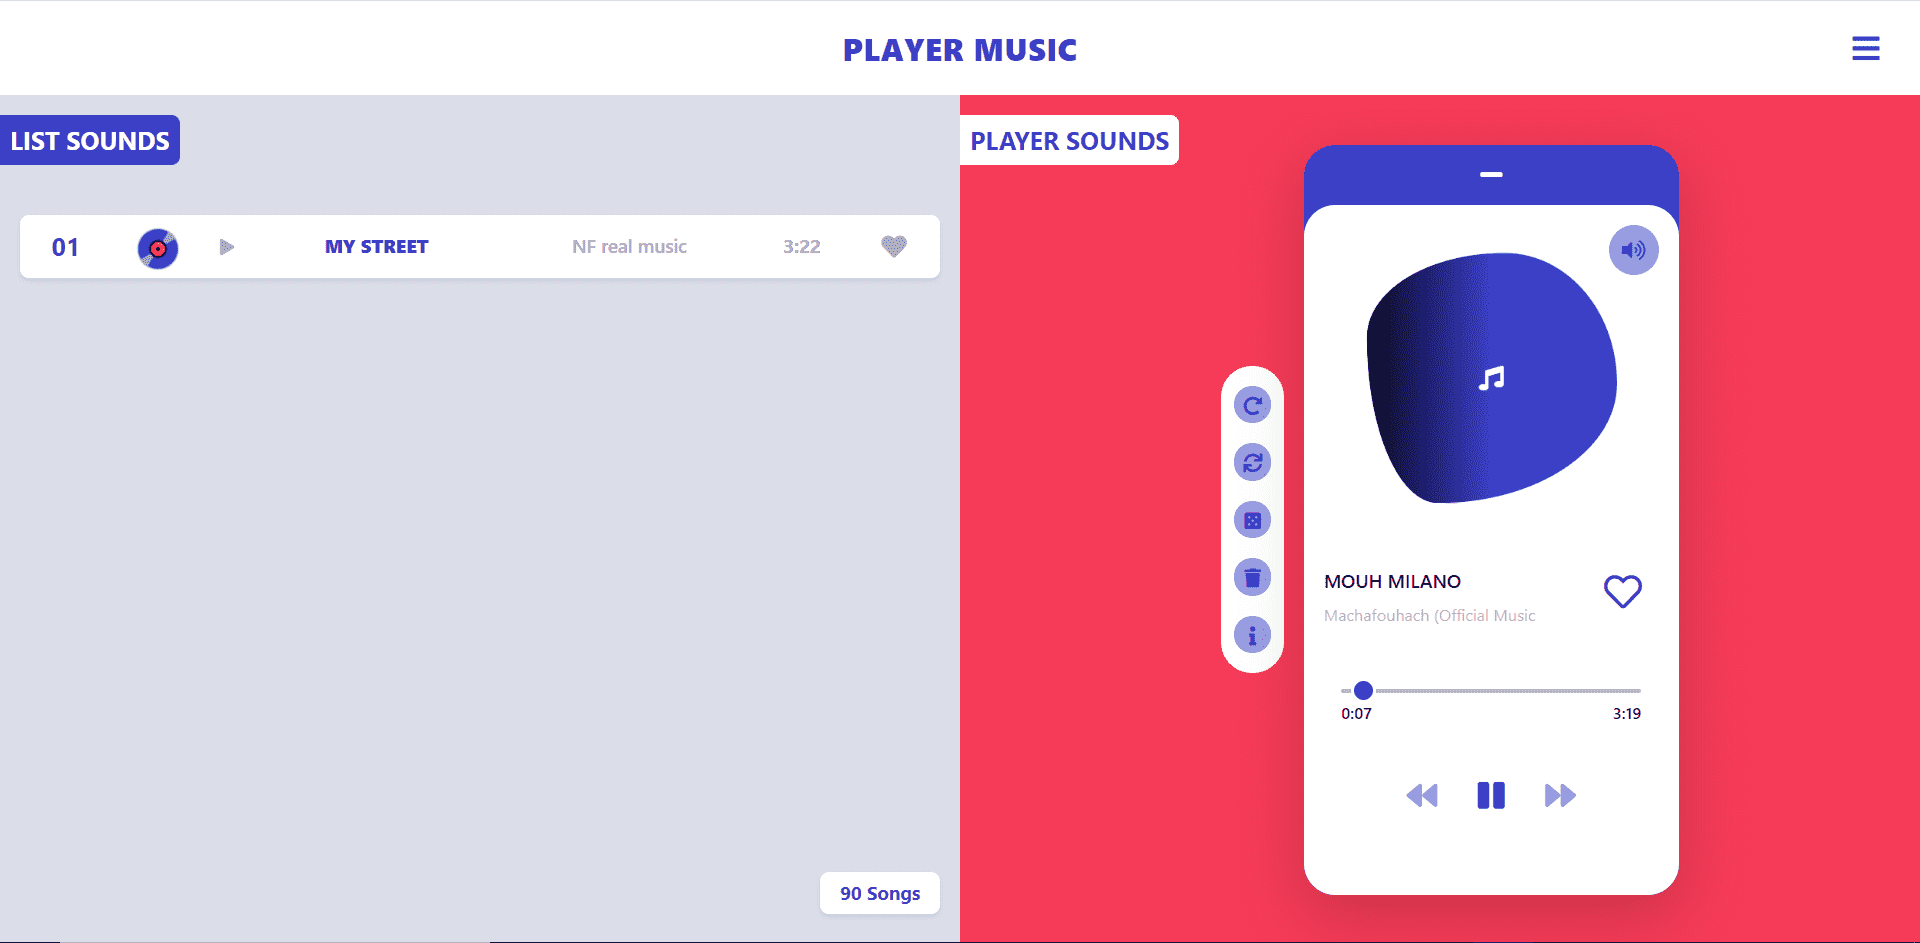 PLAYER MUSIC
LIST SOUNDS
01 MY STREET NF real music 3:22
90 Songs
PLAYER SOUNDS
MOUH MILANO
Machafouhach (Official Music
0:07 3:19